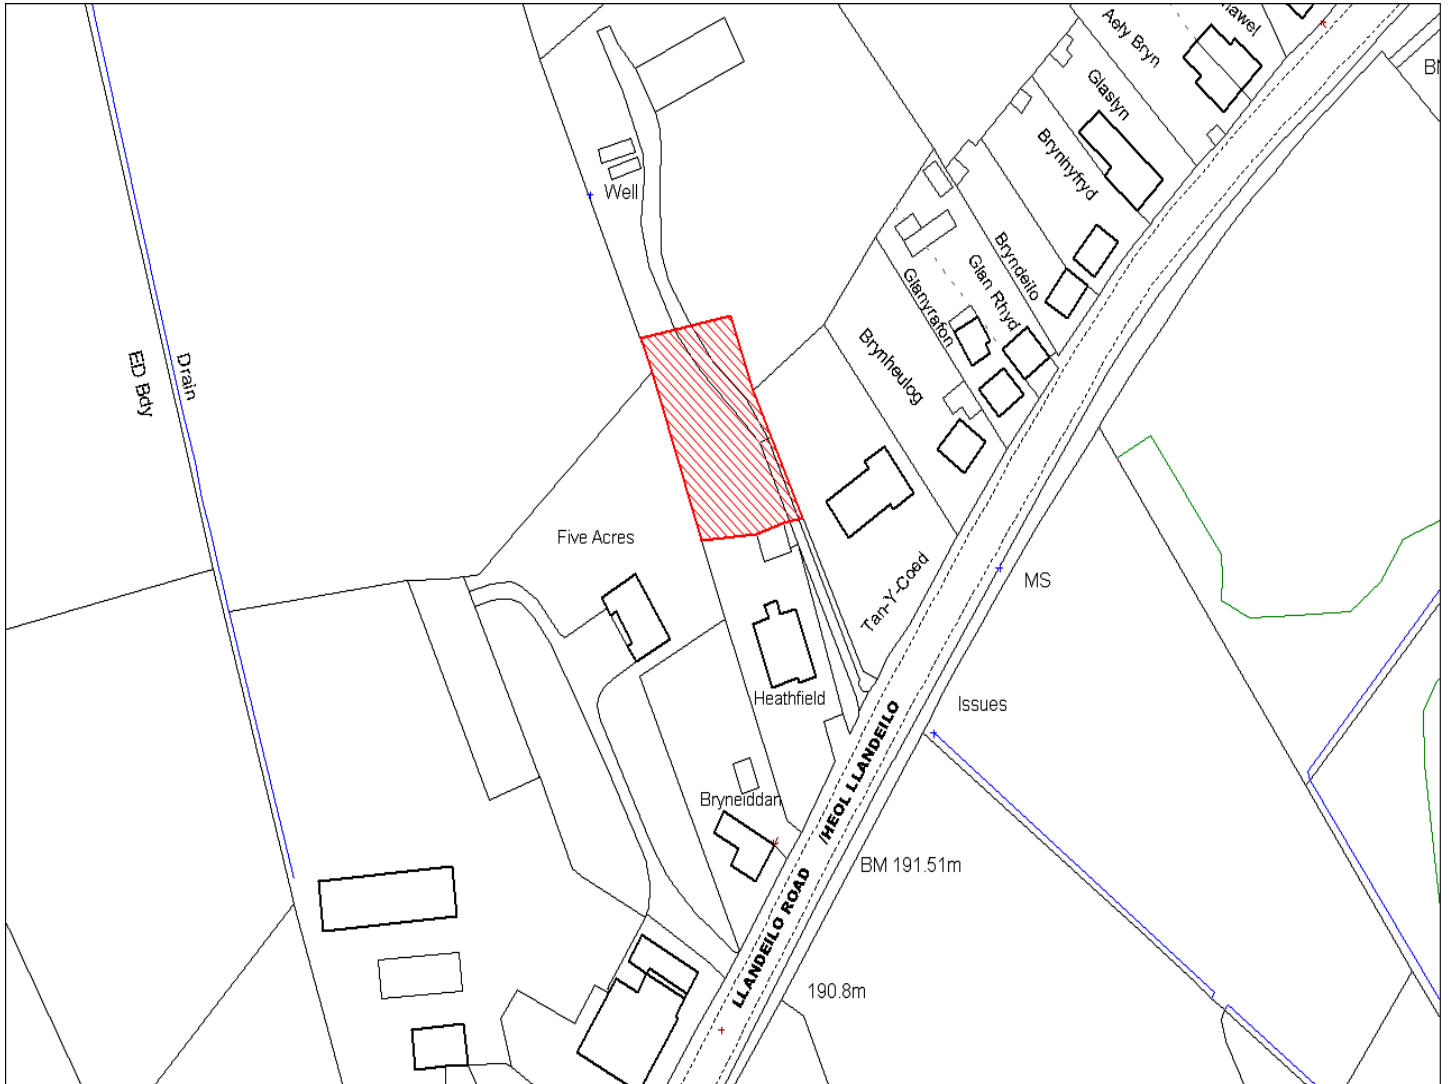 Aely Bryn
Glaslyn
Brynhyfryd
Well
Bryndeilo
Glan Rhyd
Glanyrafon
Brynheulog
Drain
ED Bdy
Five Acres
MS
Tan-Y-Coed
Heathfield
Issues
Bryneiddan
LLANDEILO ROAD /HEOL LLANDEILO
BM 191.51m
190.8m